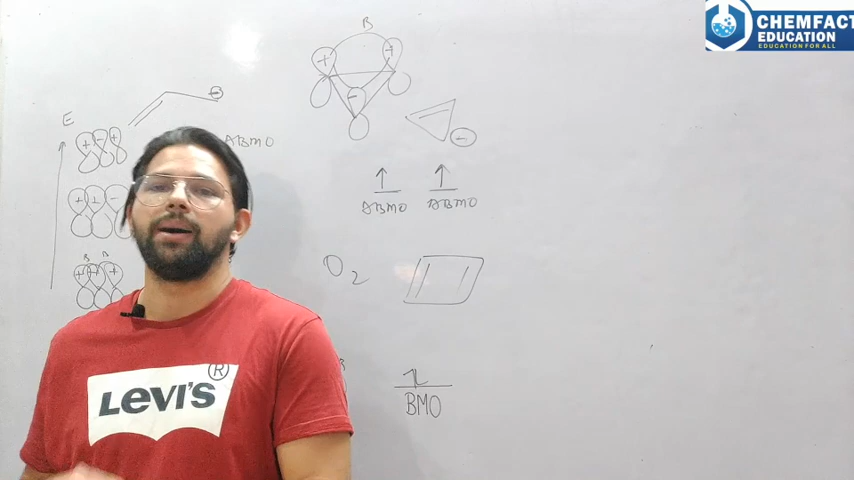 CHEMFACT
EDUCATION
EDUCATION FOR ALL
B
+ +
-
E
-
+ - +
ABMO
-
+ + -
ABMO ABMO
B B
+ + +
O2
BMO
LEVI'S®